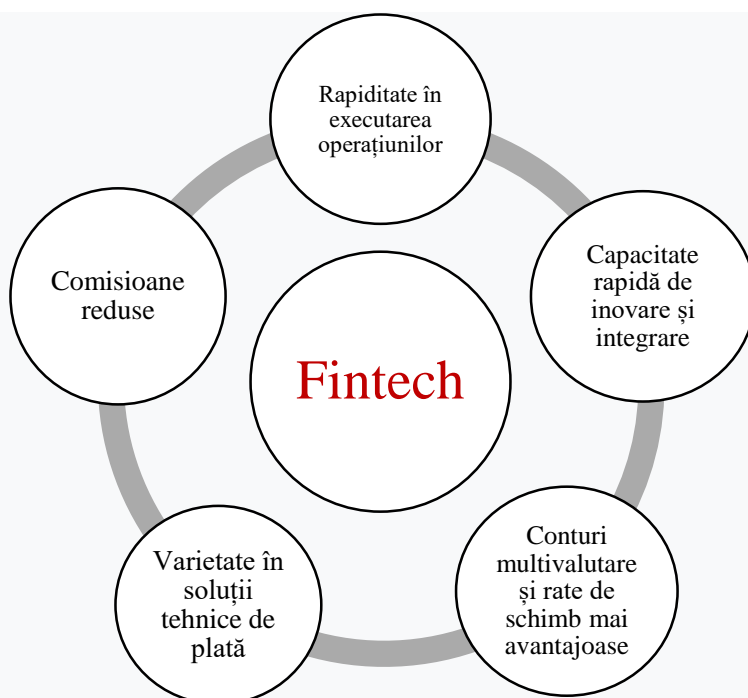 Rapiditate în
executarea
operațiunilor
Capacitate
rapidă de
inovare și
integrare
Conturi
multivalutare
și rate de
schimb mai
avantajoase
Varietate în
soluții
tehnice de
plată
Comisioane
reduse
Fintech